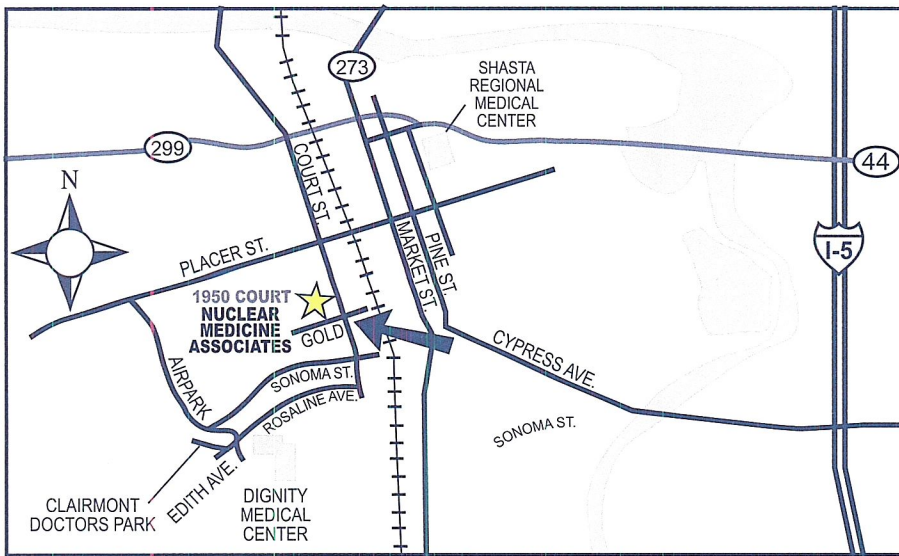 273
SHASTA
REGIONAL
MEDICAL
CENTER
299
44
N
COURT ST.
I-5
PLACER ST.
MARKET ST.
PINE ST.
1950 COURT
NUCLEAR
MEDICINE
ASSOCIATES
GOLD
CYPRESS AVE.
AIRPARK
SONOMA ST.
ROSALINE AVE.
SONOMA ST.
EDITH AVE.
CLAIRMONT
DOCTORS PARK
DIGNITY
MEDICAL
CENTER